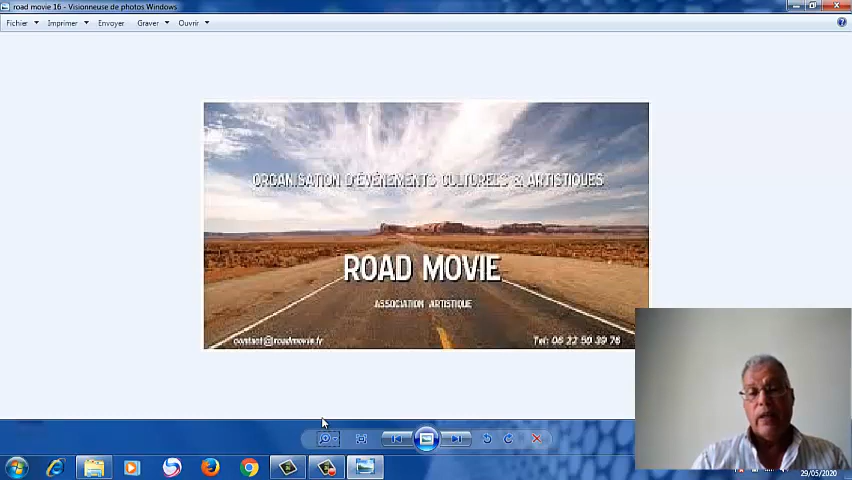 road movie 16 - Visionneuse de photos Windows
Fichier Imprimer Envoyer Graver Ouvrir
ORGANISATION D'ÉVÉNEMENTS CULTURELS & ARTISTIQUES
ROAD MOVIE
ASSOCIATION ARTISTIQUE
contact@roadmovie.fr Tel: 06 22 50 39 76
29/05/2020